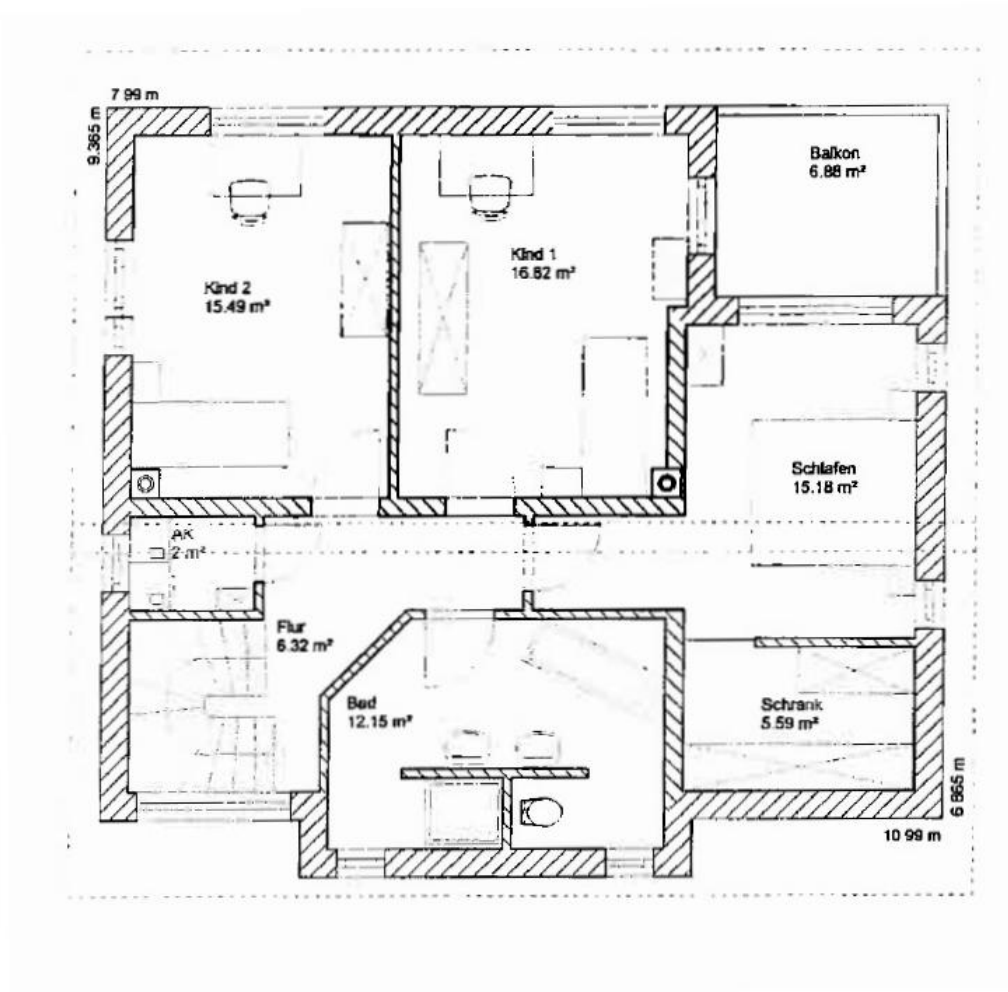 7 99 m
9.365 m
Balkon
6.88 m²
Kind 1
16.82 m²
Kind 2
15.49 m²
Schlafen
15.18 m²
AK
2 m²
Flur
6.32 m²
Bad
12.15 m²
Schrank
5.59 m²
6 865 m
10 99 m